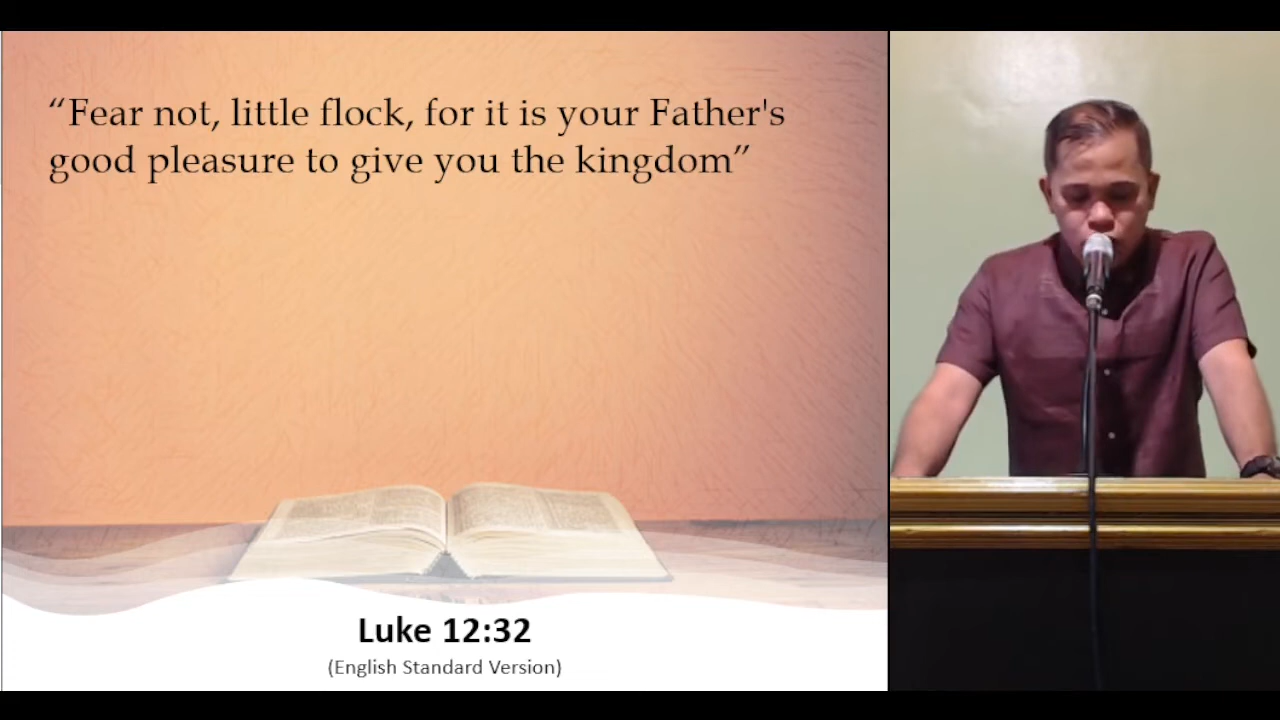 “Fear not, little flock, for it is your Father's
good pleasure to give you the kingdom”
Luke 12:32
(English Standard Version)